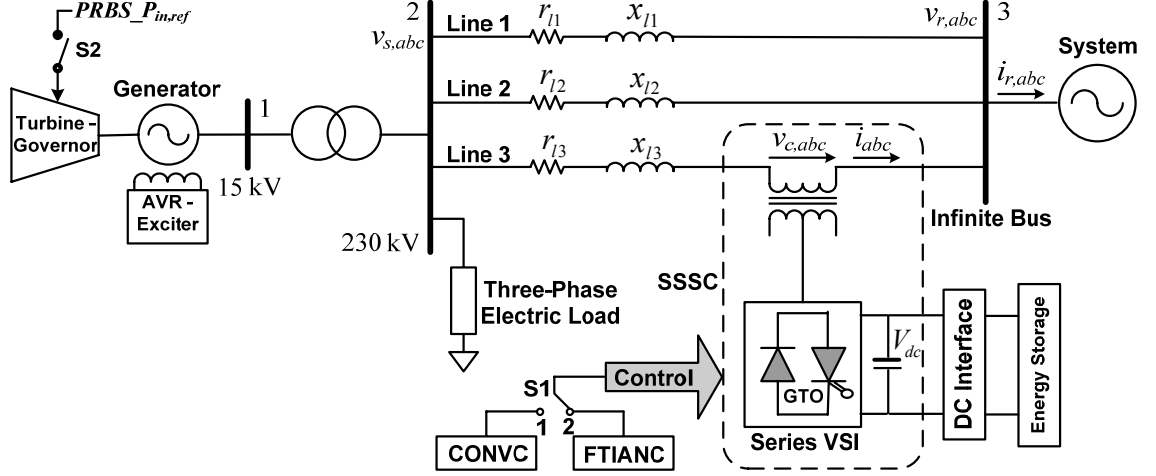 PRBS_P_in,ref
S2
Turbine -
Governor
Generator
AVR -
Exciter
1
15 kV
2
v_s,abc
230 kV
Line 1
r_l1
x_l1
Line 2
r_l2
x_l2
Line 3
r_l3
x_l3
v_r,abc
3
System
i_r,abc
v_c,abc
i_abc
Infinite Bus
Three-Phase
Electric Load
SSSC
S1
1
2
CONVC
FTIANC
Control
GTO
V_dc
Series VSI
DC Interface
Energy Storage